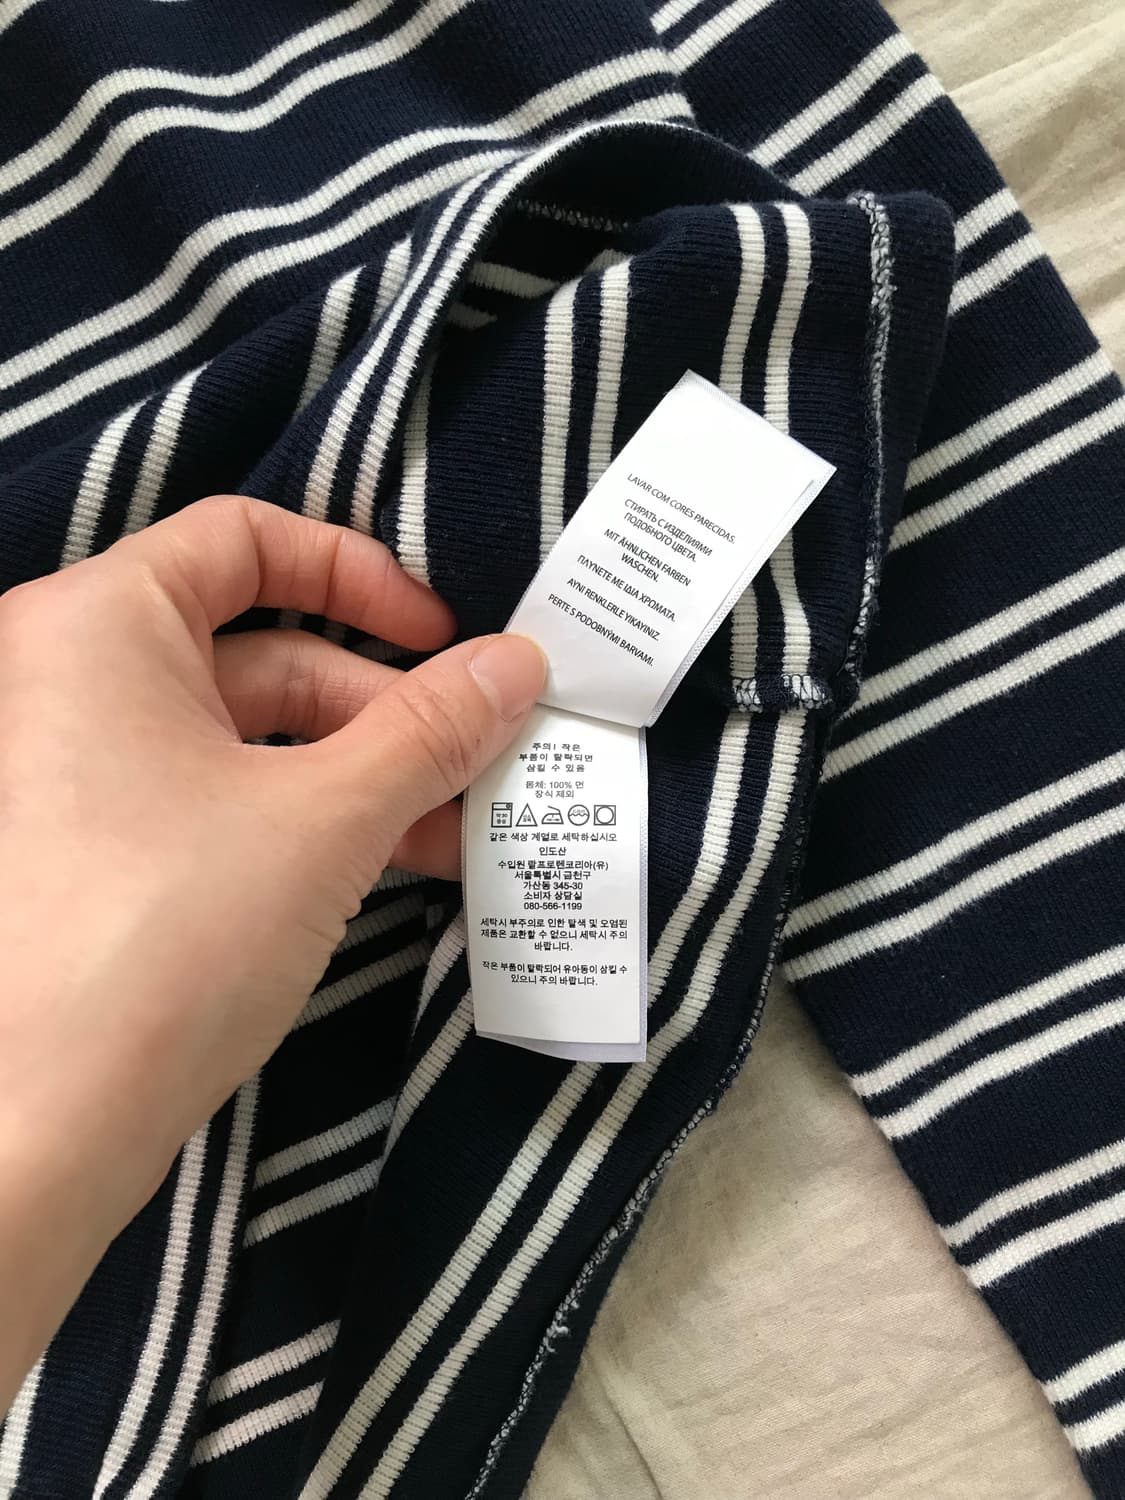 LAVAR COM CORES PARECIDAS.
СТИРАТЬ С ИЗДЕЛИЯМИ
ПОДОБНОГО ЦВЕТА.
MIT ÄHNLICHEN FARBEN
WASCHEN.
ΠΛΥΝΕΤΕ ΜΕ ΙΔΙΑ ΧΡΩΜΑΤΑ.
AYNI RENKLERLE YIKAYINIZ.
PERTE S PODOBNÝMI BARVAMI.
주의! 작은
부품이 탈락되면
삼킬 수 있음
몸체: 100% 면
장식 제외
같은 색상 계열로 세탁하십시오
인도산
수입원 랄프로렌코리아(유)
서울특별시 금천구
가산동 345-30
소비자 상담실
080-566-1199
세탁시 부주의로 인한 탈색 및 오염된
제품은 교환할 수 없으니 세탁시 주의
바랍니다.
작은 부품이 탈락되어 유아동이 삼킬 수
있으니 주의 바랍니다.